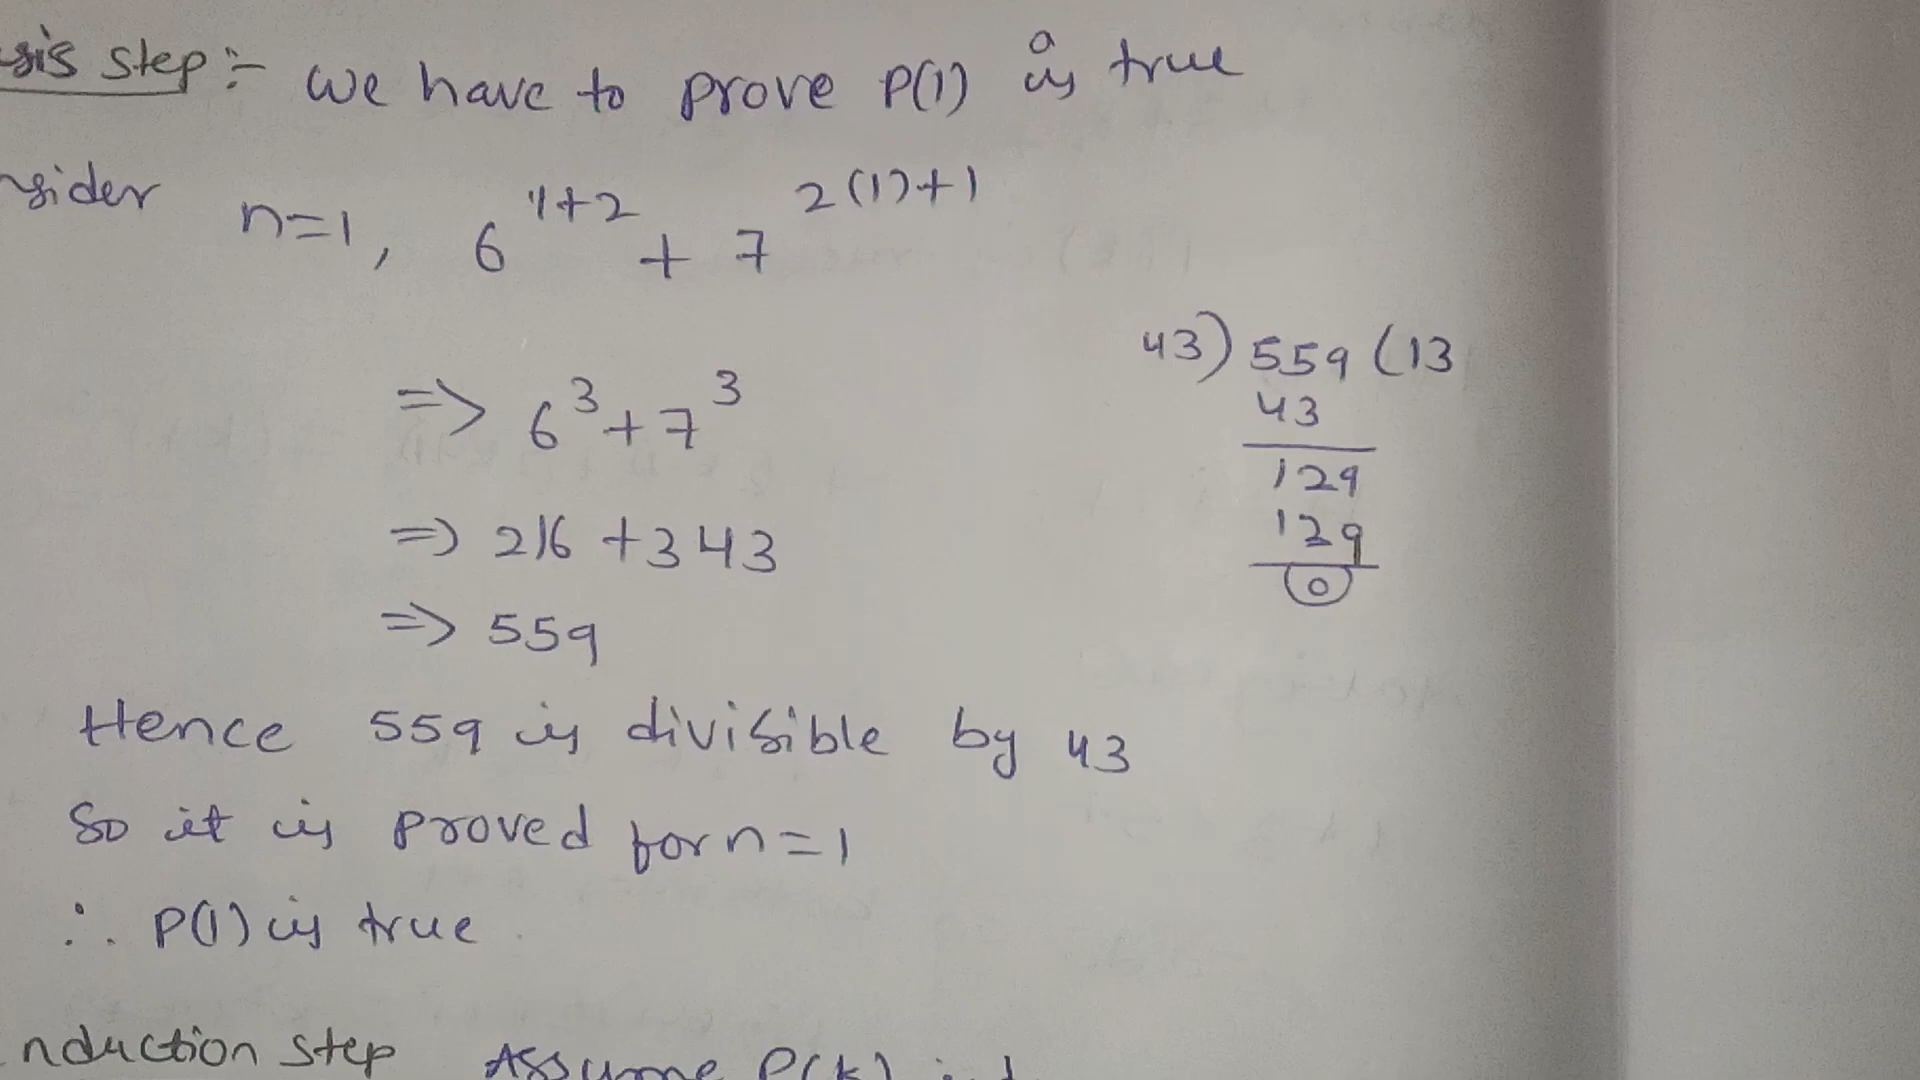 sis step :- we have to prove P(1) is true
nsider n=1, 6^{1+2} + 7^{2(1)+1}
=> 6^3 + 7^3
43) 559 (13
43
129
129
0
=> 216 + 343
=> 559
Hence 559 is divisible by 43
So it is proved for n=1
∴ P(1) is true
nduction step Assume P(k)